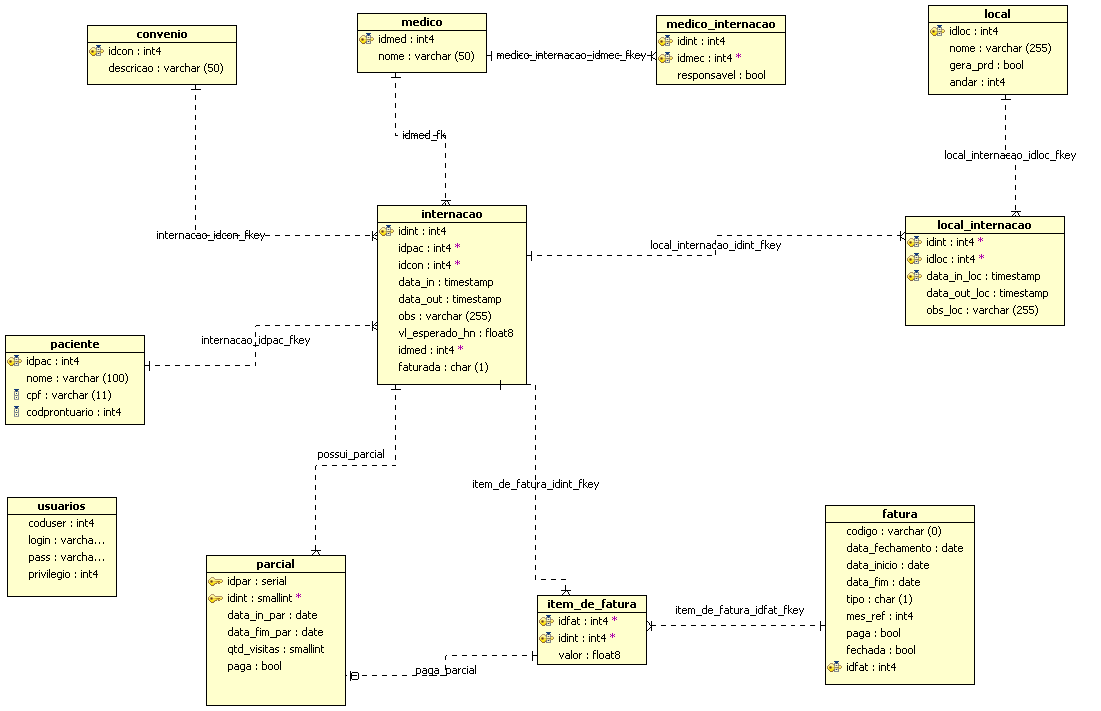 convenio
idcon : int4
descricao : varchar (50)
medico
idmed : int4
nome : varchar (50)
medico_internacao-idmec_fkey
medico_internacao
idint : int4
idmec : int4 *
responsavel : bool
local
idloc : int4
nome : varchar (255)
gera_prd : bool
andar : int4
idmed_fk
local_internacao_idloc_fkey
internacao_idcon_fkey
internacao
idint : int4
idpac : int4 *
idcon : int4 *
data_in : timestamp
data_out : timestamp
obs : varchar (255)
vl_esperado_hn : float8
idmed : int4 *
faturada : char (1)
local_internacao_idint_fkey
local_internacao
idint : int4 *
idloc : int4 *
data_in_loc : timestamp
data_out_loc : timestamp
obs_loc : varchar (255)
paciente
idpac : int4
nome : varchar (100)
cpf : varchar (11)
codprontuario : int4
internacao_idpac_fkey
possui_parcial
item_de_fatura_idint_fkey
usuarios
coduser : int4
login : varcha...
pass : varcha...
privilegio : int4
parcial
idpar : serial
idint : smallint *
data_in_par : date
data_fim_par : date
qtd_visitas : smallint
paga : bool
item_de_fatura
idfat : int4 *
idint : int4 *
valor : float8
item_de_fatura_idfat_fkey
paga_parcial
fatura
codigo : varchar (0)
data_fechamento : date
data_inicio : date
data_fim : date
tipo : char (1)
mes_ref : int4
paga : bool
fechada : bool
idfat : int4